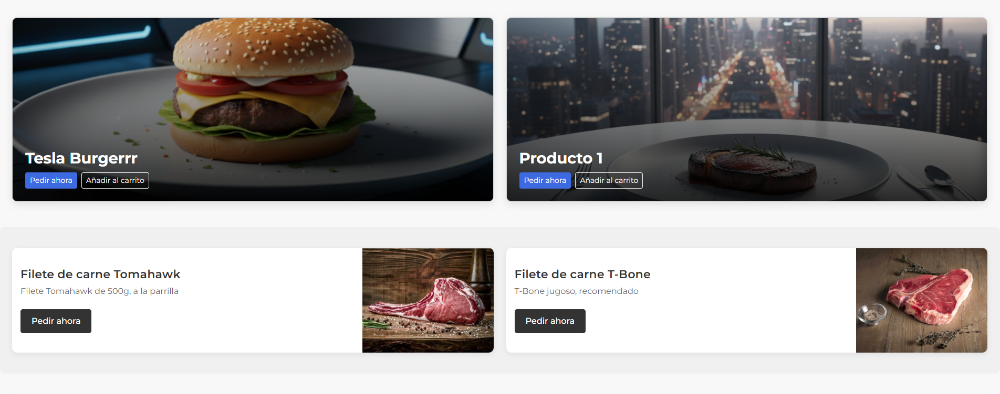 Tesla Burgerrr
Pedir ahora
Añadir al carrito
Producto 1
Pedir ahora
Añadir al carrito
Filete de carne Tomahawk
Filete Tomahawk de 500g, a la parrilla
Pedir ahora
Filete de carne T-Bone
T-Bone jugoso, recomendado
Pedir ahora